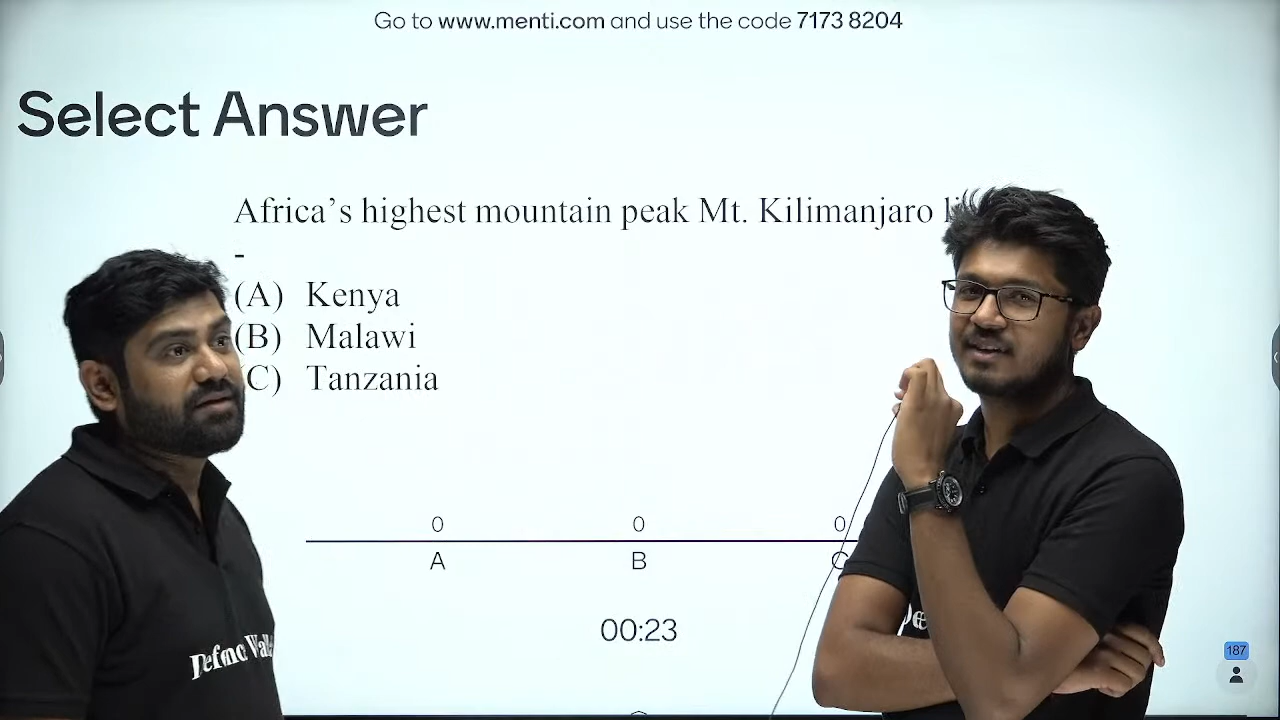 Go to www.menti.com and use the code 7173 8204
Select Answer
Africa's highest mountain peak Mt. Kilimanjaro
-
(A) Kenya
(B) Malawi
(C) Tanzania
0 0 0
A B C
00:23
187